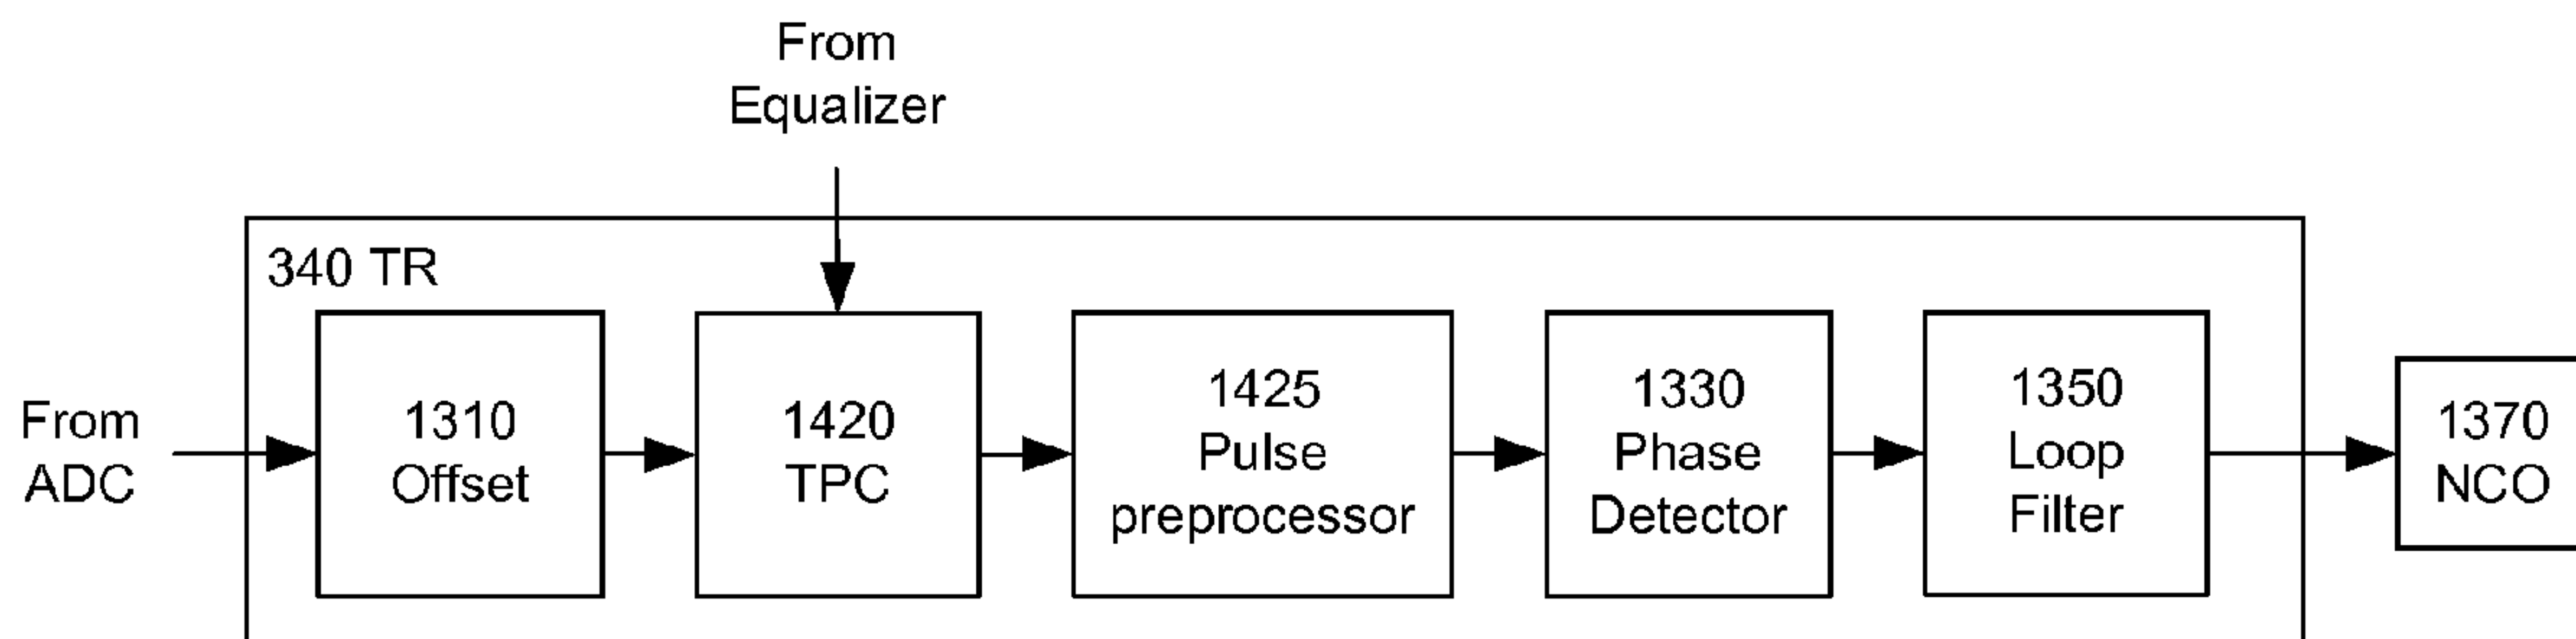 From
Equalizer
340 TR
From
ADC
1310
Offset
1420
TPC
1425
Pulse
preprocessor
1330
Phase
Detector
1350
Loop
Filter
1370
NCO